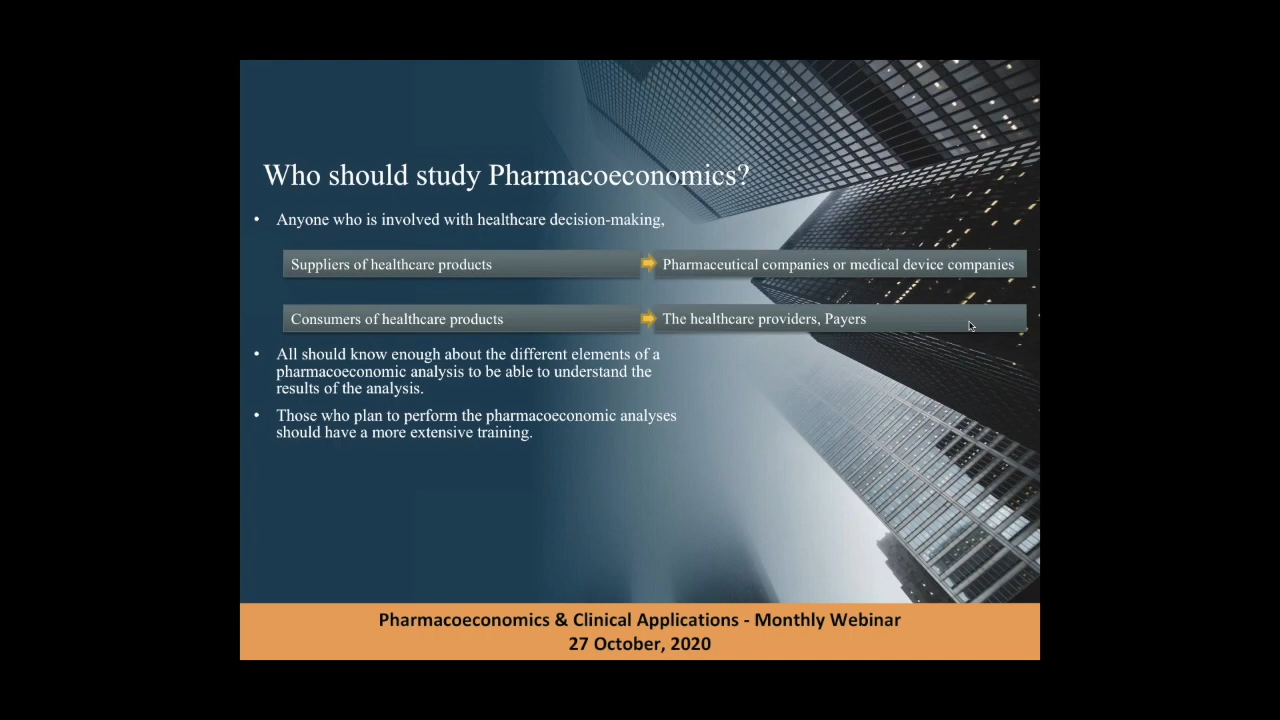 Who should study Pharmacoeconomics?
• Anyone who is involved with healthcare decision-making,
Suppliers of healthcare products
Pharmaceutical companies or medical device companies
Consumers of healthcare products
The healthcare providers, Payers
• All should know enough about the different elements of a
pharmacoeconomic analysis to be able to understand the
results of the analysis.
• Those who plan to perform the pharmacoeconomic analyses
should have a more extensive training.
Pharmacoeconomics & Clinical Applications - Monthly Webinar
27 October, 2020